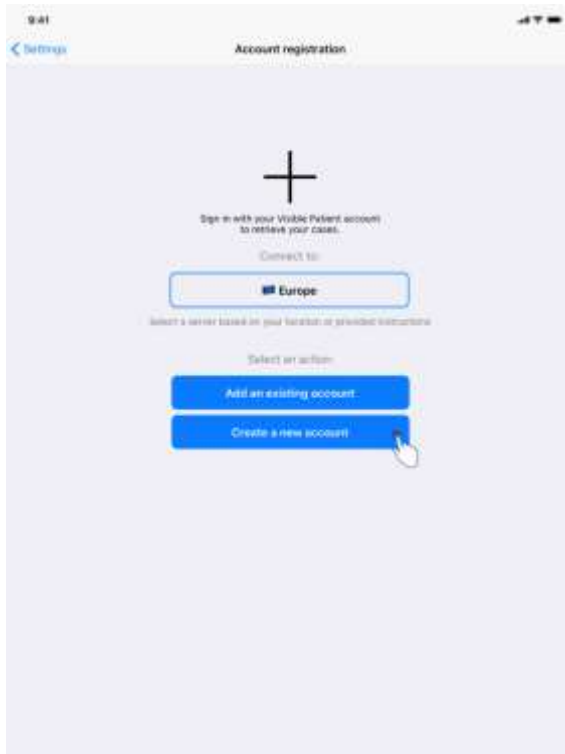 9:41
Settings
Account registration
Sign in with your Visible Patient account
to retrieve your cases.
Connect to:
Europe
Select a server based on your location or provided instructions
Select an action:
Add an existing account
Create a new account